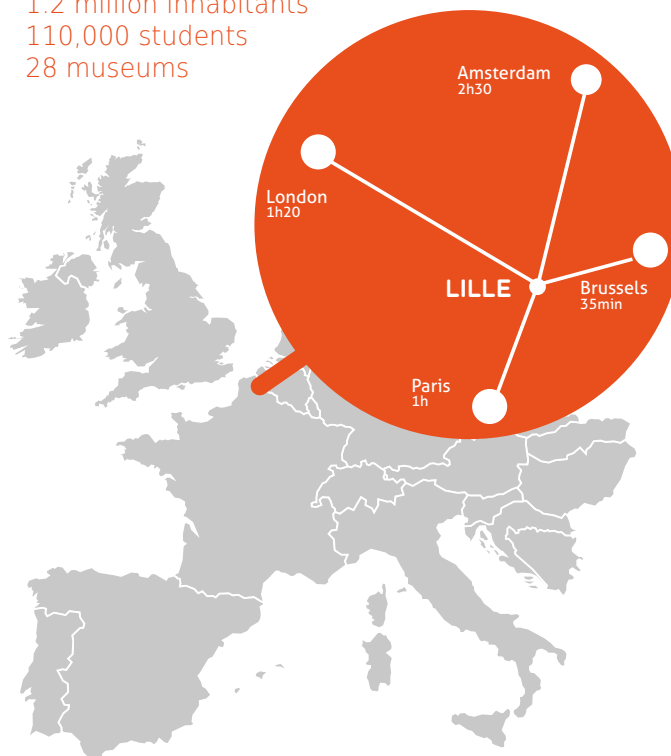 1.2 million inhabitants
110,000 students
28 museums
Amsterdam
2h30
London
1h20
LILLE
Brussels
35min
Paris
1h